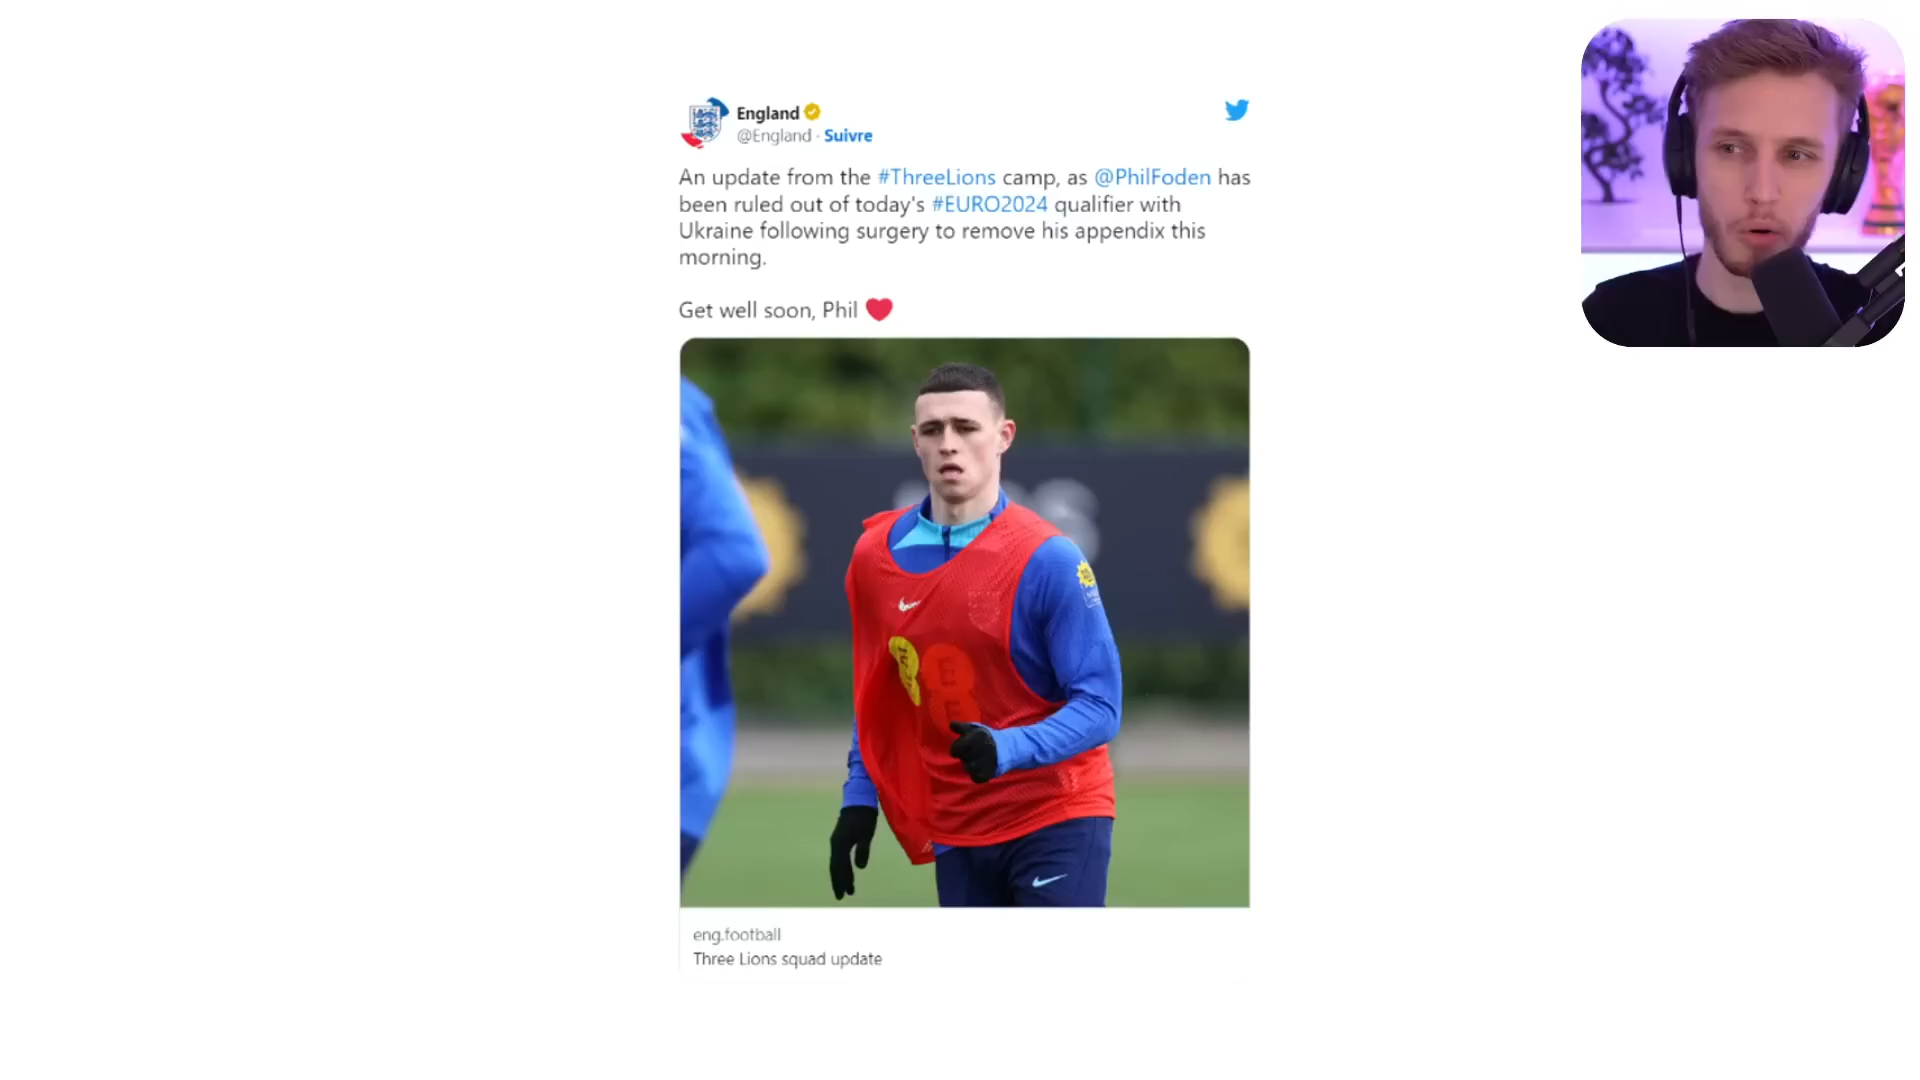 England
@England · Suivre
An update from the #ThreeLions camp, as @PhilFoden has
been ruled out of today's #EURO2024 qualifier with
Ukraine following surgery to remove his appendix this
morning.
Get well soon, Phil ❤
eng.football
Three Lions squad update